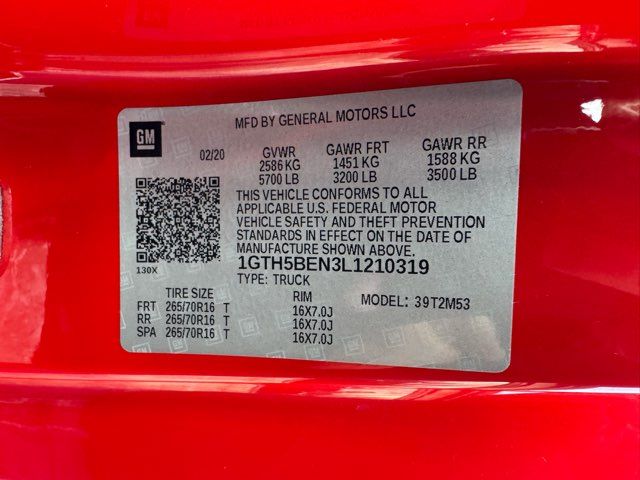 GM
MFD BY GENERAL MOTORS LLC
02/20 GVWR GAWR FRT GAWR RR
2586 KG 1451 KG 1588 KG
5700 LB 3200 LB 3500 LB
THIS VEHICLE CONFORMS TO ALL
APPLICABLE U.S. FEDERAL MOTOR
VEHICLE SAFETY AND THEFT PREVENTION
STANDARDS IN EFFECT ON THE DATE OF
MANUFACTURE SHOWN ABOVE.
130X
1GTH5BEN3L1210319
TYPE: TRUCK
TIRE SIZE RIM MODEL: 39T2M53
FRT 265/70R16 T 16X7.0J
RR 265/70R16 T 16X7.0J
SPA 265/70R16 T 16X7.0J